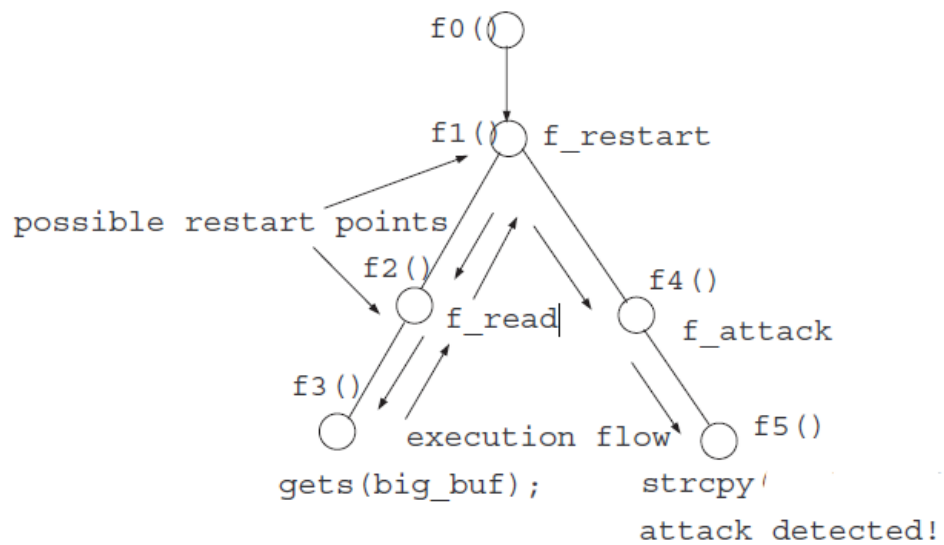 f0()
f1() f_restart
possible restart points
f2()
f4()
f_read
f_attack
f3()
execution flow
f5()
gets(big_buf);
strcpy(
attack detected!